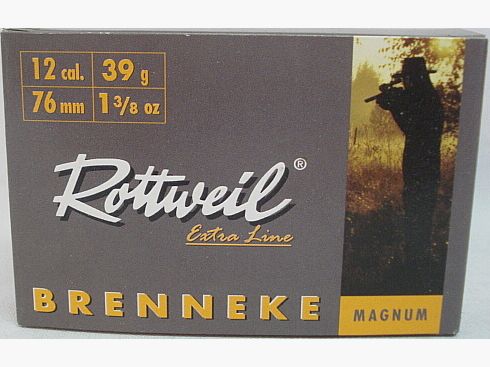 12 cal. 39 g
76 mm 1 3/8 oz
Rottweil®
Extra Line
BRENNEKE
MAGNUM